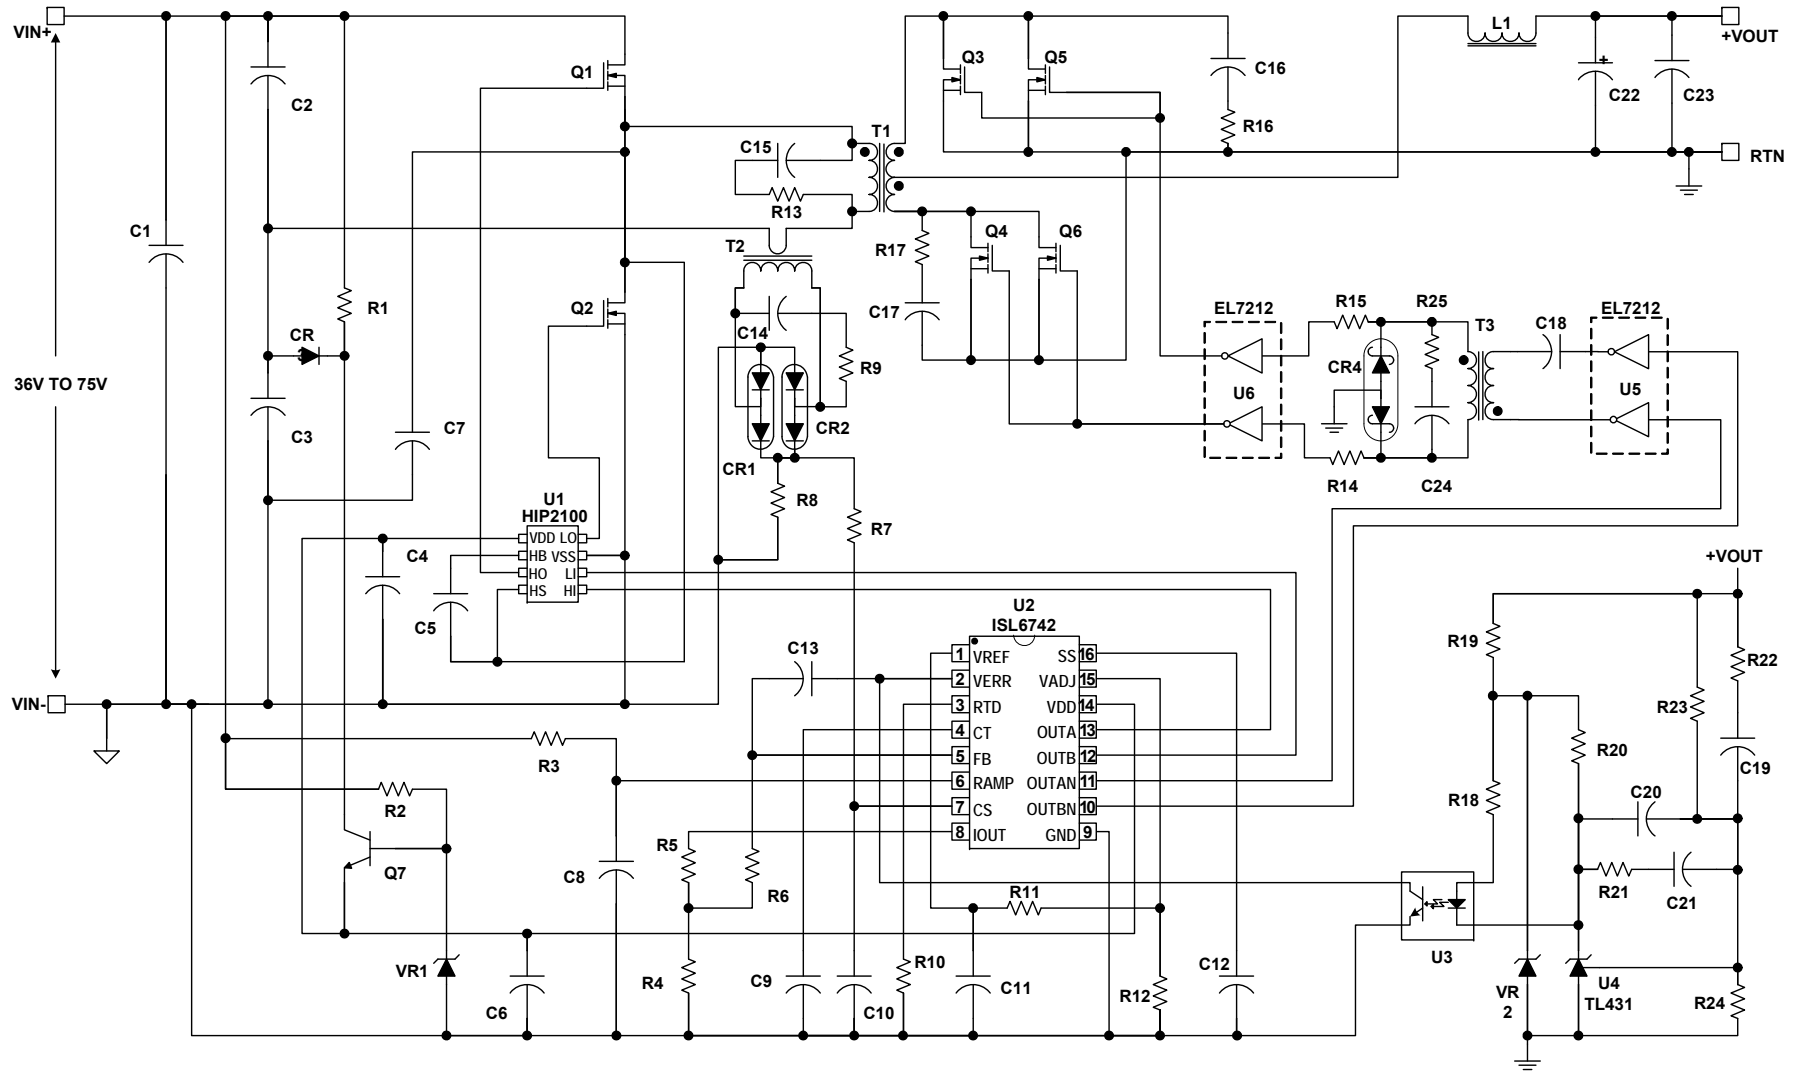 VIN+
36V TO 75V
VIN-
C1
C2
C3
CR
R1
C7
Q1
Q2
C15
R13
T1
T2
C14
R9
CR1
CR2
R8
R7
Q3
Q5
C16
R16
L1
+VOUT
C22
+
C23
RTN
R17
C17
Q4
Q6
EL7212
U6
R15
R25
CR4
R14
C24
T3
C18
EL7212
U5
U1
HIP2100
VDD LO
HB VSS
HO LI
HS HI
C4
C5
U2
ISL6742
1 VREF SS 16
2 VERR VADJ 15
3 RTD VDD 14
4 CT OUTA 13
5 FB OUTB 12
6 RAMP OUTAN 11
7 CS OUTBN 10
8 IOUT GND 9
C13
R3
R2
Q7
VR1
C6
C8
R5
R6
R4
C9
C10
R10
C11
R11
R12
C12
+VOUT
R19
R22
R23
R20
C19
R18
C20
R21
C21
U3
VR
2
U4
TL431
R24